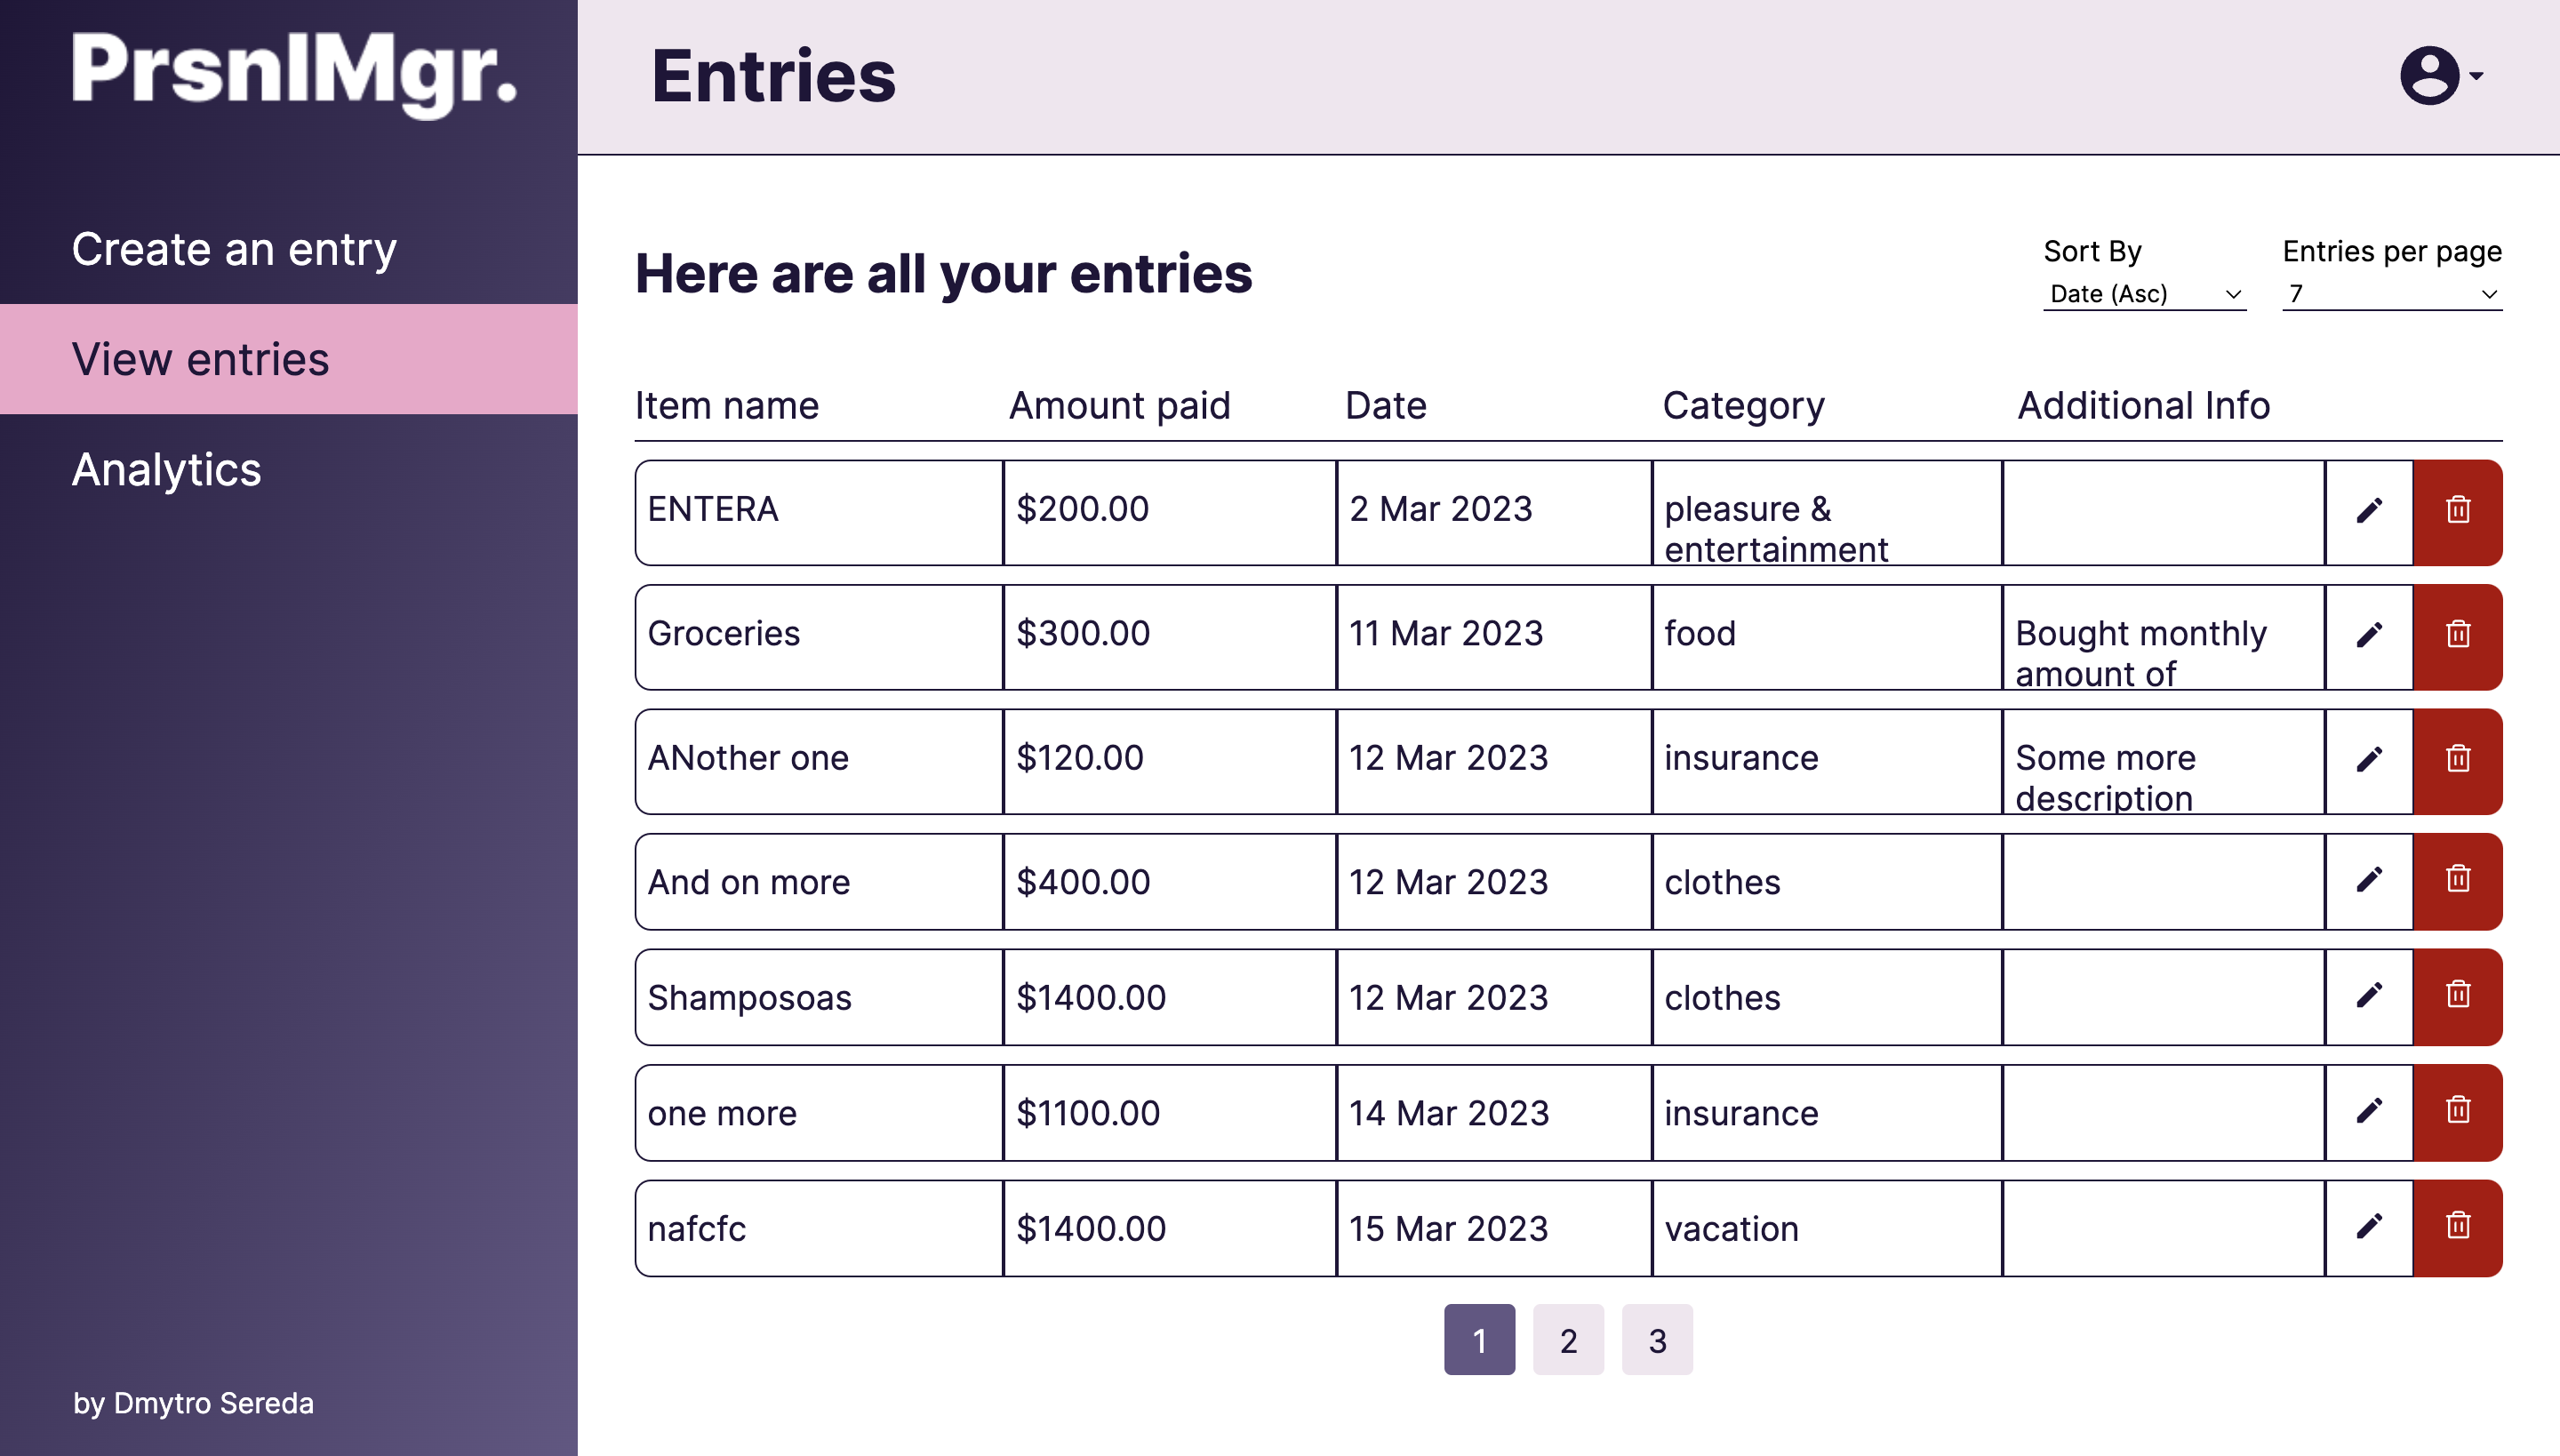 PrsnlMgr.
Create an entry
View entries
Analytics
by Dmytro Sereda
Entries
Here are all your entries
Sort By
Date (Asc)
Entries per page
7
Item name Amount paid Date Category Additional Info
ENTERA $200.00 2 Mar 2023 pleasure &
entertainment
Groceries $300.00 11 Mar 2023 food Bought monthly
amount of
ANother one $120.00 12 Mar 2023 insurance Some more
description
And on more $400.00 12 Mar 2023 clothes
Shamposoas $1400.00 12 Mar 2023 clothes
one more $1100.00 14 Mar 2023 insurance
nafcfc $1400.00 15 Mar 2023 vacation
1 2 3